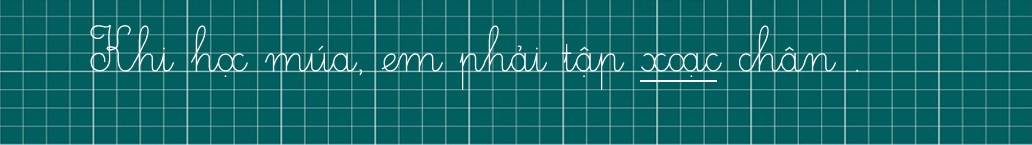 Khi học múa, em phải tập xoạc chân .